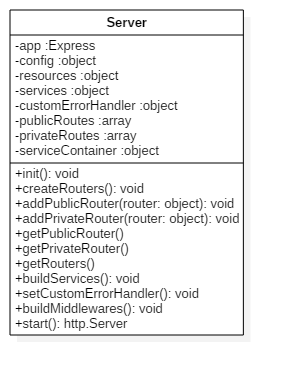 Server
-app :Express
-config :object
-resources :object
-services :object
-customErrorHandler :object
-publicRoutes :array
-privateRoutes :array
-serviceContainer :object
+init(): void
+createRouters(): void
+addPublicRouter(router: object): void
+addPrivateRouter(router: object): void
+getPublicRouter()
+getPrivateRouter()
+getRouters()
+buildServices(): void
+setCustomErrorHandler(): void
+buildMiddlewares(): void
+start(): http.Server